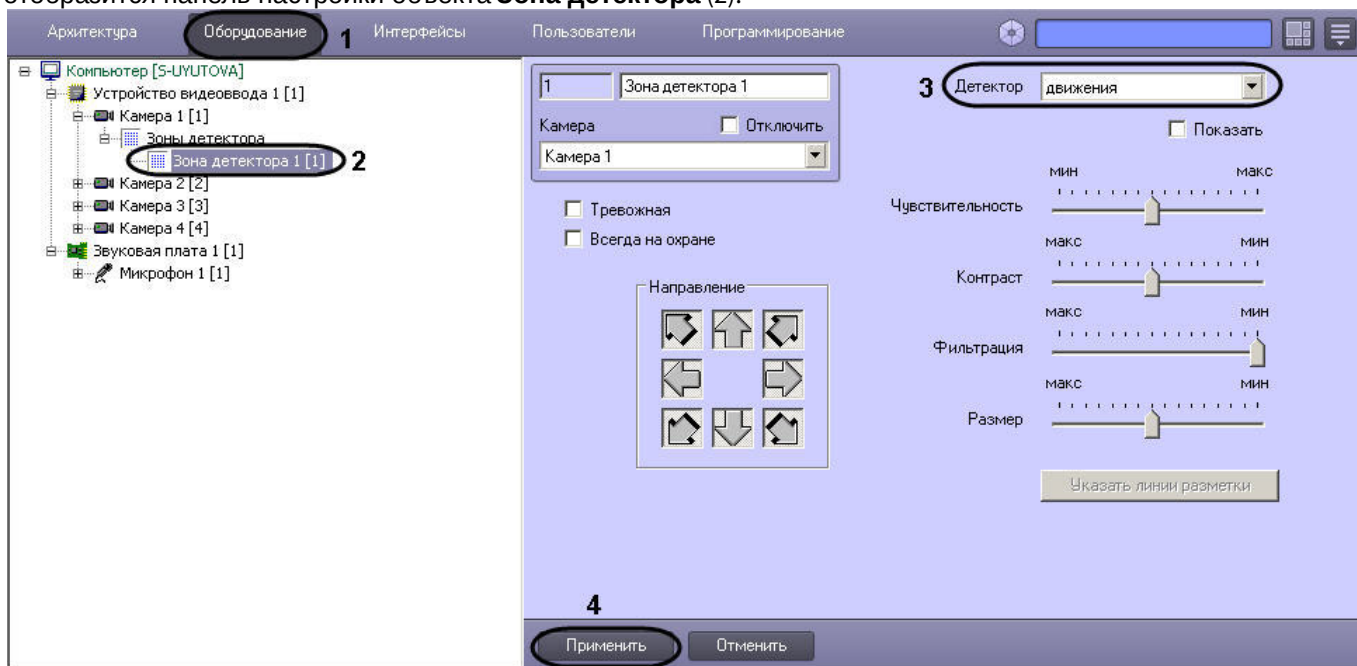 отобразится панель настройки объекта Зона детектора (2).
Архитектура Оборудование 1 Интерфейсы Пользователи Программирование
Компьютер [S-UYUTOVA]
Устройство видеоввода 1 [1]
Камера 1 [1]
Зоны детектора
Зона детектора 1 [1] 2
Камера 2 [2]
Камера 3 [3]
Камера 4 [4]
Звуковая плата 1 [1]
Микрофон 1 [1]
1 Зона детектора 1
Камера Отключить
Камера 1
Тревожная
Всегда на охране
Направление
3 Детектор движения
Показать
мин макс
Чувствительность
макс мин
Контраст
макс мин
Фильтрация
макс мин
Размер
Указать линии разметки
4
Применить Отменить